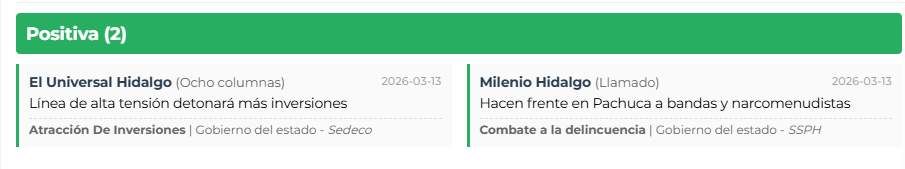 Positiva (2)
El Universal Hidalgo (Ocho columnas) 2026-03-13
Línea de alta tensión detonará más inversiones
Atracción De Inversiones | Gobierno del estado - Sedeco
Milenio Hidalgo (Llamado) 2026-03-13
Hacen frente en Pachuca a bandas y narcomenudistas
Combate a la delincuencia | Gobierno del estado - SSPH